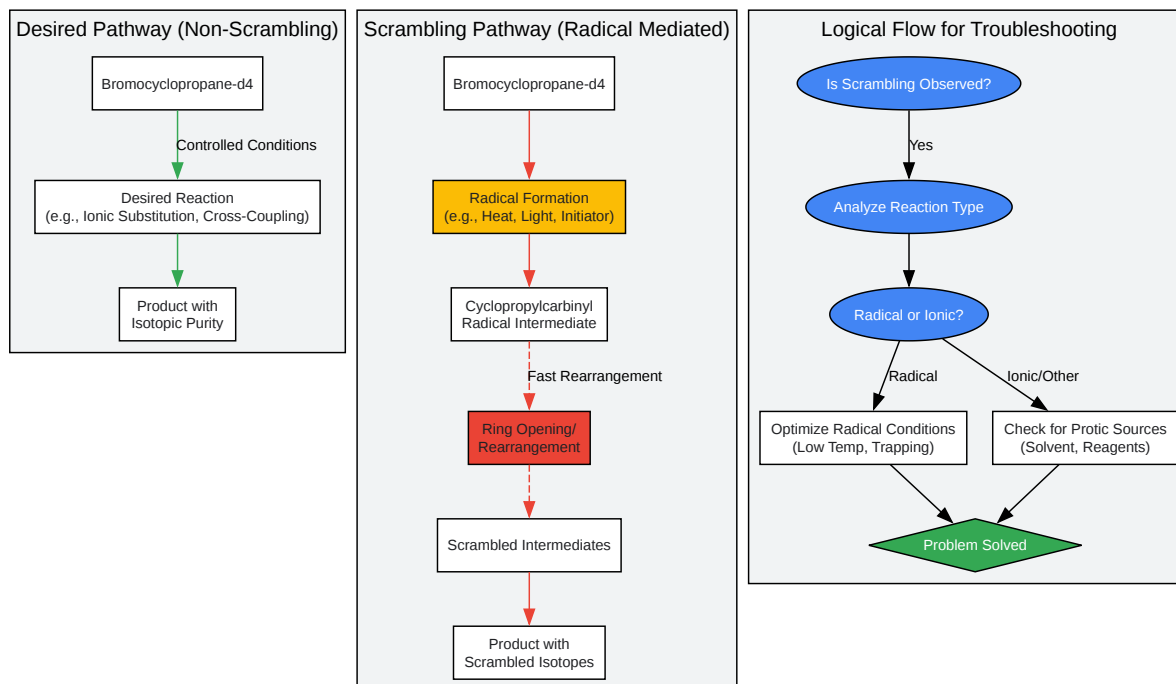 Desired Pathway (Non-Scrambling)
Bromocyclopropane-d4
Controlled Conditions
Desired Reaction
(e.g., Ionic Substitution, Cross-Coupling)
Product with
Isotopic Purity
Scrambling Pathway (Radical Mediated)
Bromocyclopropane-d4
Radical Formation
(e.g., Heat, Light, Initiator)
Cyclopropylcarbinyl
Radical Intermediate
Fast Rearrangement
Ring Opening/
Rearrangement
Scrambled Intermediates
Product with
Scrambled Isotopes
Logical Flow for Troubleshooting
Is Scrambling Observed?
Yes
Analyze Reaction Type
Radical or Ionic?
Radical
Ionic/Other
Optimize Radical Conditions
(Low Temp, Trapping)
Check for Protic Sources
(Solvent, Reagents)
Problem Solved